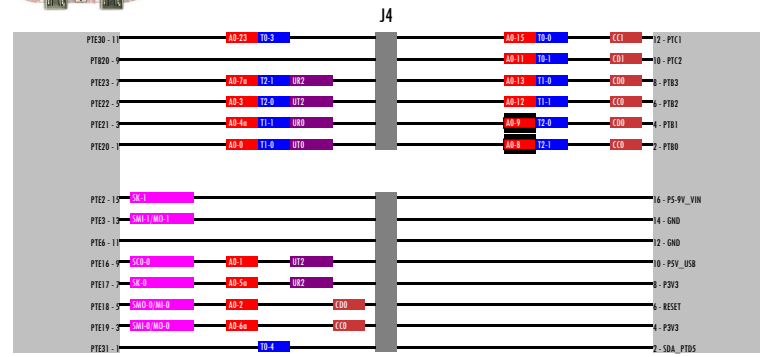 J4
PTE30 - 11 A0-23 T0-3 A0-15 T0-0 CC1 12 - PTC1
PTB20 - 9 A0-11 T0-1 CD1 10 - PTC2
PTE23 - 7 A0-7a T2-1 UR2 A0-13 T1-0 CD0 8 - PTB3
PTE22 - 5 A0-3 T2-0 UT2 A0-12 T1-1 CC0 6 - PTB2
PTE21 - 3 A0-4a T1-1 UR0 A0-9 T2-0 CD0 4 - PTB1
PTE20 - 1 A0-0 T1-0 UT0 A0-8 T2-1 CC0 2 - PTB0
PTE2 - 15 SK-1 16 - P5-9V_VIN
PTE3 - 13 SMI-1/MO-1 14 - GND
PTE6 - 11 12 - GND
PTE16 - 9 SC0-0 A0-1 UT2 10 - P5V_USB
PTE17 - 7 SK-0 A0-5a UR2 8 - P3V3
PTE18 - 5 SMO-0/MI-0 A0-2 CD0 6 - RESET
PTE19 - 3 SMI-0/MO-0 A0-6a CC0 4 - P3V3
PTE31 - 1 T0-4 2 - SDA_PTD5